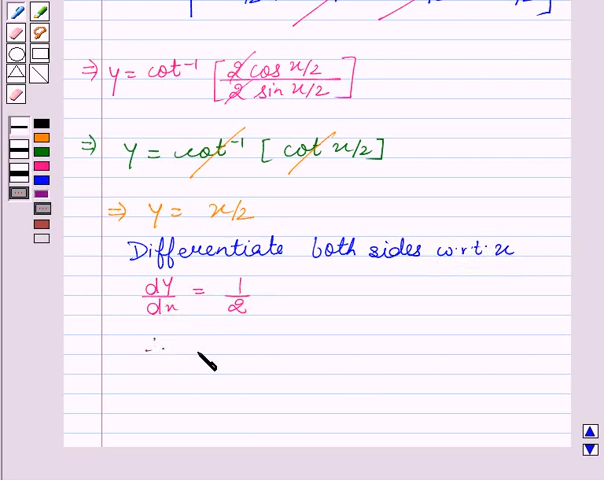 ⇒ y = cot⁻¹ [ 2 cos x/2 / 2 sin x/2 ]
⇒ y = cot⁻¹ [ cot x/2 ]
⇒ y = x/2
Differentiate both sides w.r.t. x
dy/dx = 1/2
∴